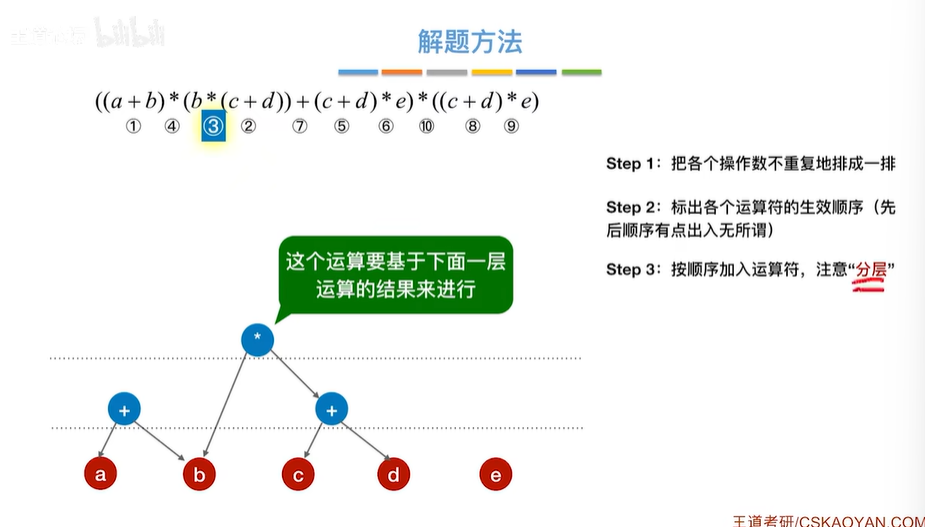 bilibili
解题方法
((a+b)*(b*(c+d))+(c+d)*e)*((c+d)*e)
① ④ ③ ② ⑦ ⑤ ⑥ ⑩ ⑧ ⑨
Step 1：把各个操作数不重复地排成一排
Step 2：标出各个运算符的生效顺序（先
后顺序有点出入无所谓）
Step 3：按顺序加入运算符，注意“分层”
这个运算要基于下面一层
运算的结果来进行
*
+ +
a b c d e
王道考研/CSKAOYAN.COM